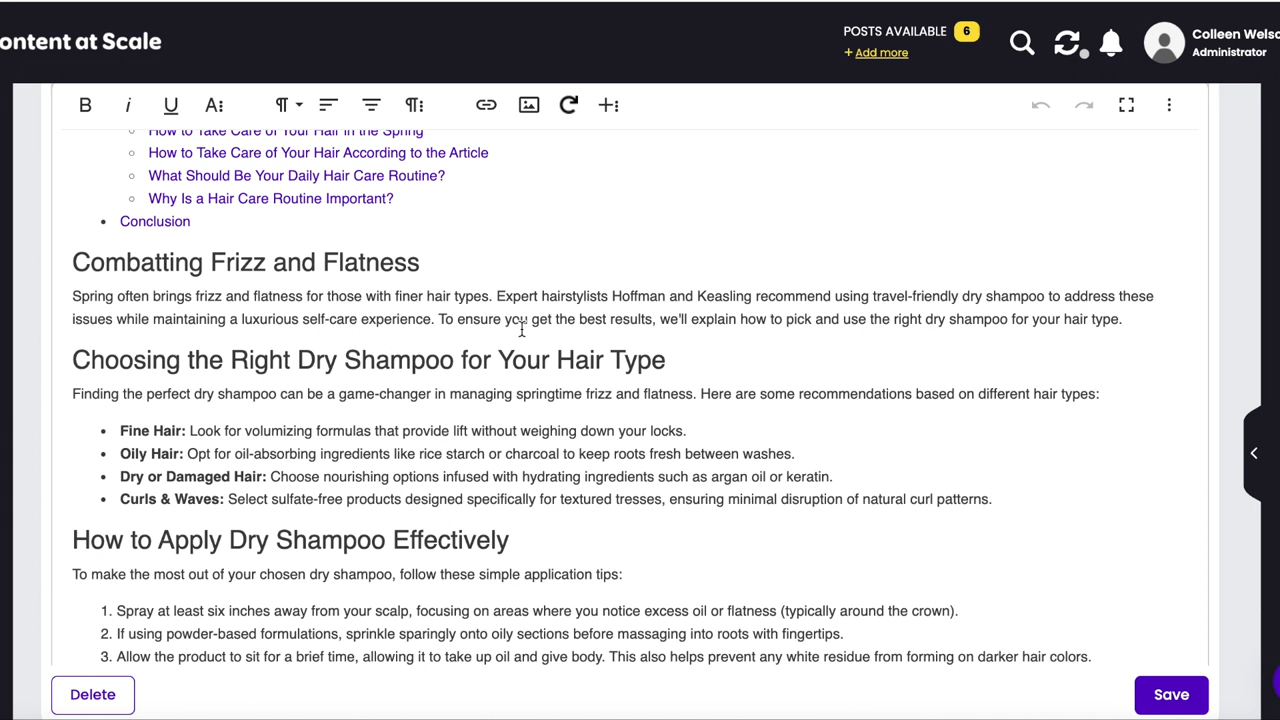 ontent at Scale
POSTS AVAILABLE 6
+ Add more
Colleen Welsc
Administrator
How to Take Care of Your Hair in the Spring
How to Take Care of Your Hair According to the Article
What Should Be Your Daily Hair Care Routine?
Why Is a Hair Care Routine Important?
Conclusion
Combatting Frizz and Flatness
Spring often brings frizz and flatness for those with finer hair types. Expert hairstylists Hoffman and Keasling recommend using travel-friendly dry shampoo to address these
issues while maintaining a luxurious self-care experience. To ensure you get the best results, we'll explain how to pick and use the right dry shampoo for your hair type.
Choosing the Right Dry Shampoo for Your Hair Type
Finding the perfect dry shampoo can be a game-changer in managing springtime frizz and flatness. Here are some recommendations based on different hair types:
Fine Hair: Look for volumizing formulas that provide lift without weighing down your locks.
Oily Hair: Opt for oil-absorbing ingredients like rice starch or charcoal to keep roots fresh between washes.
Dry or Damaged Hair: Choose nourishing options infused with hydrating ingredients such as argan oil or keratin.
Curls & Waves: Select sulfate-free products designed specifically for textured tresses, ensuring minimal disruption of natural curl patterns.
How to Apply Dry Shampoo Effectively
To make the most out of your chosen dry shampoo, follow these simple application tips:
1. Spray at least six inches away from your scalp, focusing on areas where you notice excess oil or flatness (typically around the crown).
2. If using powder-based formulations, sprinkle sparingly onto oily sections before massaging into roots with fingertips.
3. Allow the product to sit for a brief time, allowing it to take up oil and give body. This also helps prevent any white residue from forming on darker hair colors.
Delete
Save